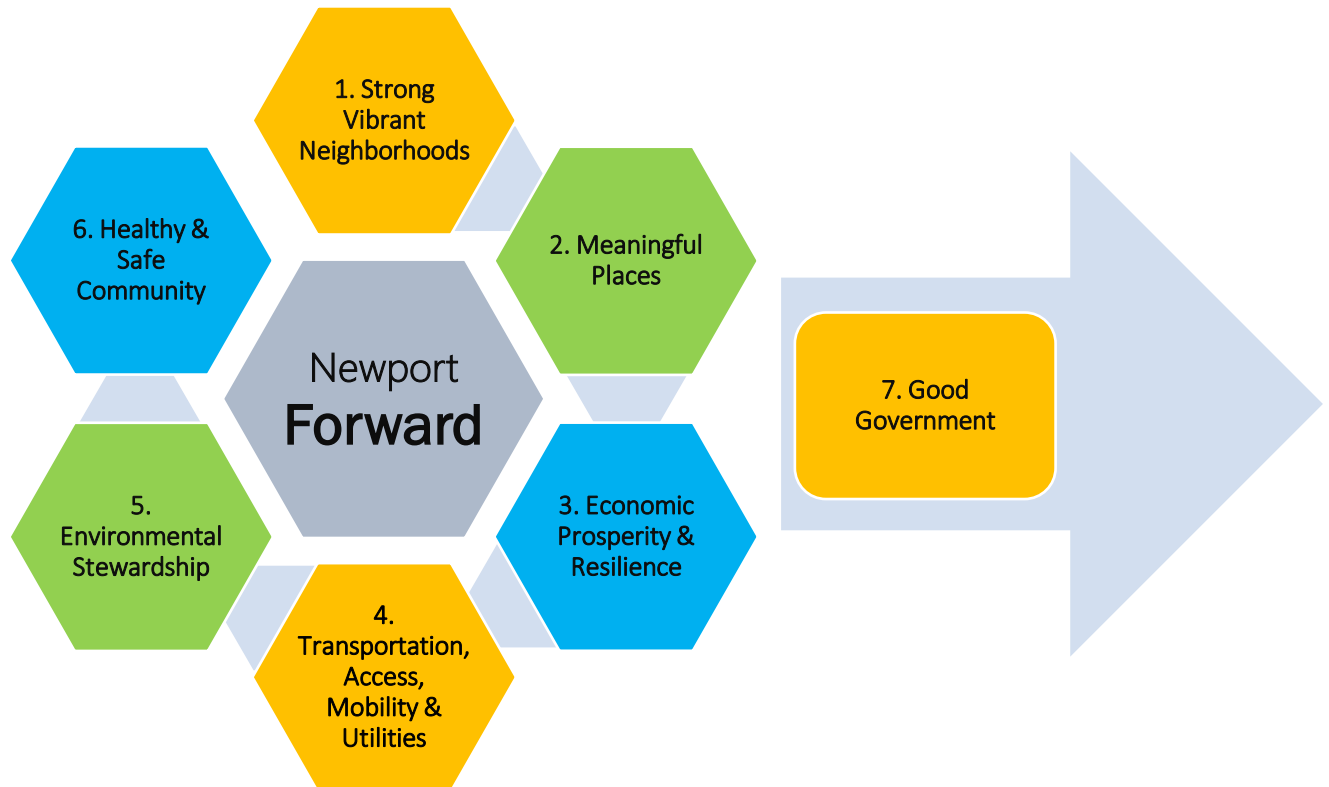 1. Strong
Vibrant
Neighborhoods
2. Meaningful
Places
3. Economic
Prosperity &
Resilience
4.
Transportation,
Access,
Mobility &
Utilities
5.
Environmental
Stewardship
6. Healthy &
Safe
Community
Newport
Forward
7. Good
Government